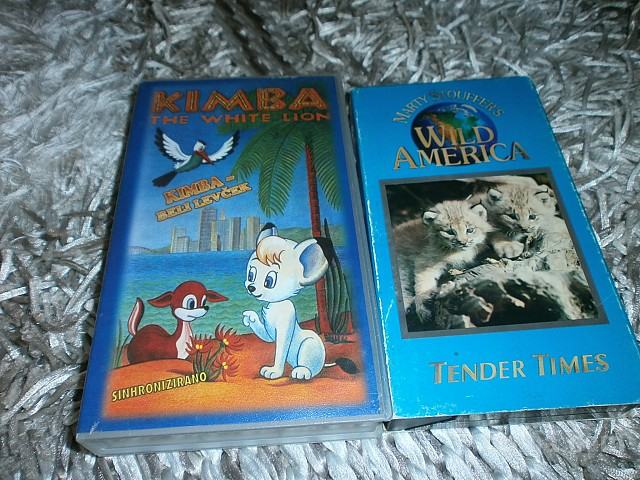 KIMBA
THE WHITE LION
KIMBA -
BELI LEVČEK
SINHRONIZIRANO
MARTY STOUFFER'S
WILD
AMERICA
TENDER TIMES